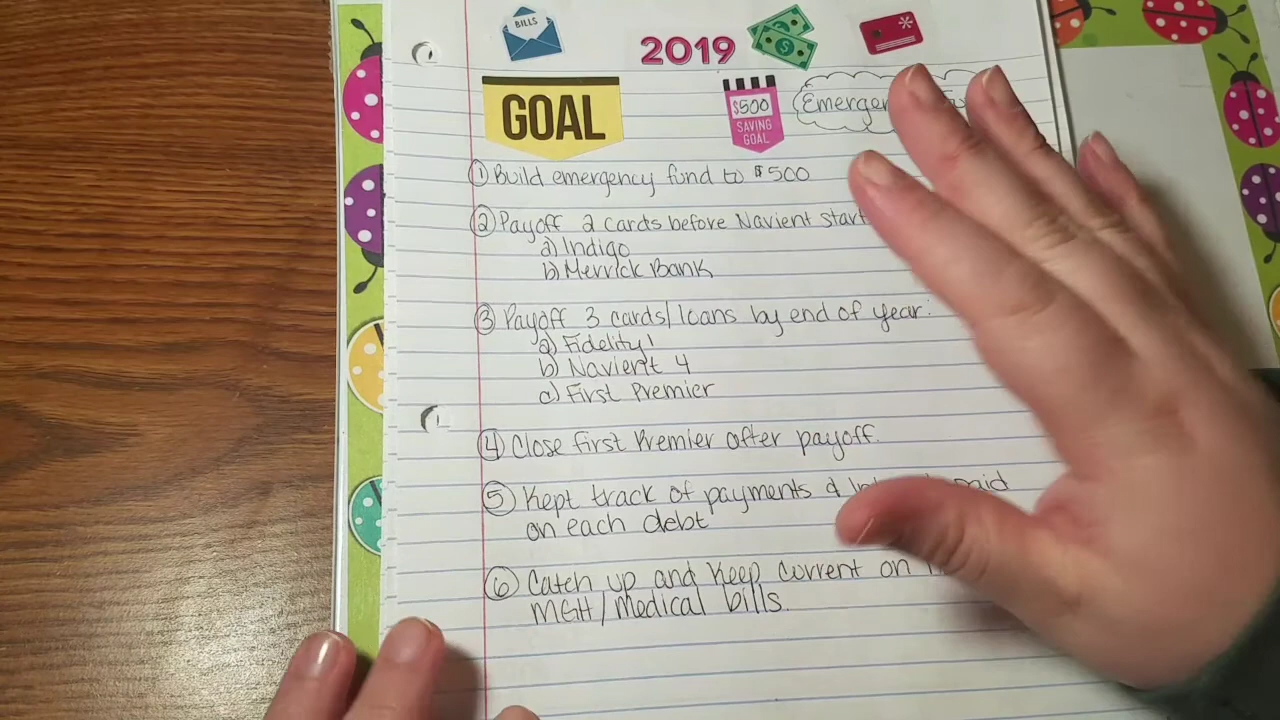 BILLS
2019
GOAL
$500
SAVING
GOAL
① Build emergency fund to $500
② Payoff 2 cards before Navient start
a) Indigo
b) Merrick Bank
③ Payoff 3 cards/loans by end of year:
a) Fidelity 1
b) Navient 4
c) First Premier
④ Close First Premier after payoff.
⑤ Kept track of payments & paid
on each debt
⑥ Catch up and keep current on
MGH/Medical bills.